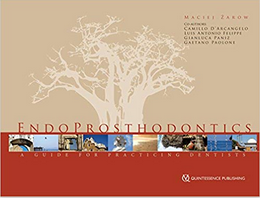 MACIEJ ZAROW
CO-AUTHORS
CAMILLO D'ARCANGELO
LUIS ANTONIO FELIPPE
GIANLUCA PANIZ
GAETANO PAOLONE
ENDOPROSTHODONTICS
A GUIDE FOR PRACTICING DENTISTS
QUINTESSENCE PUBLISHING